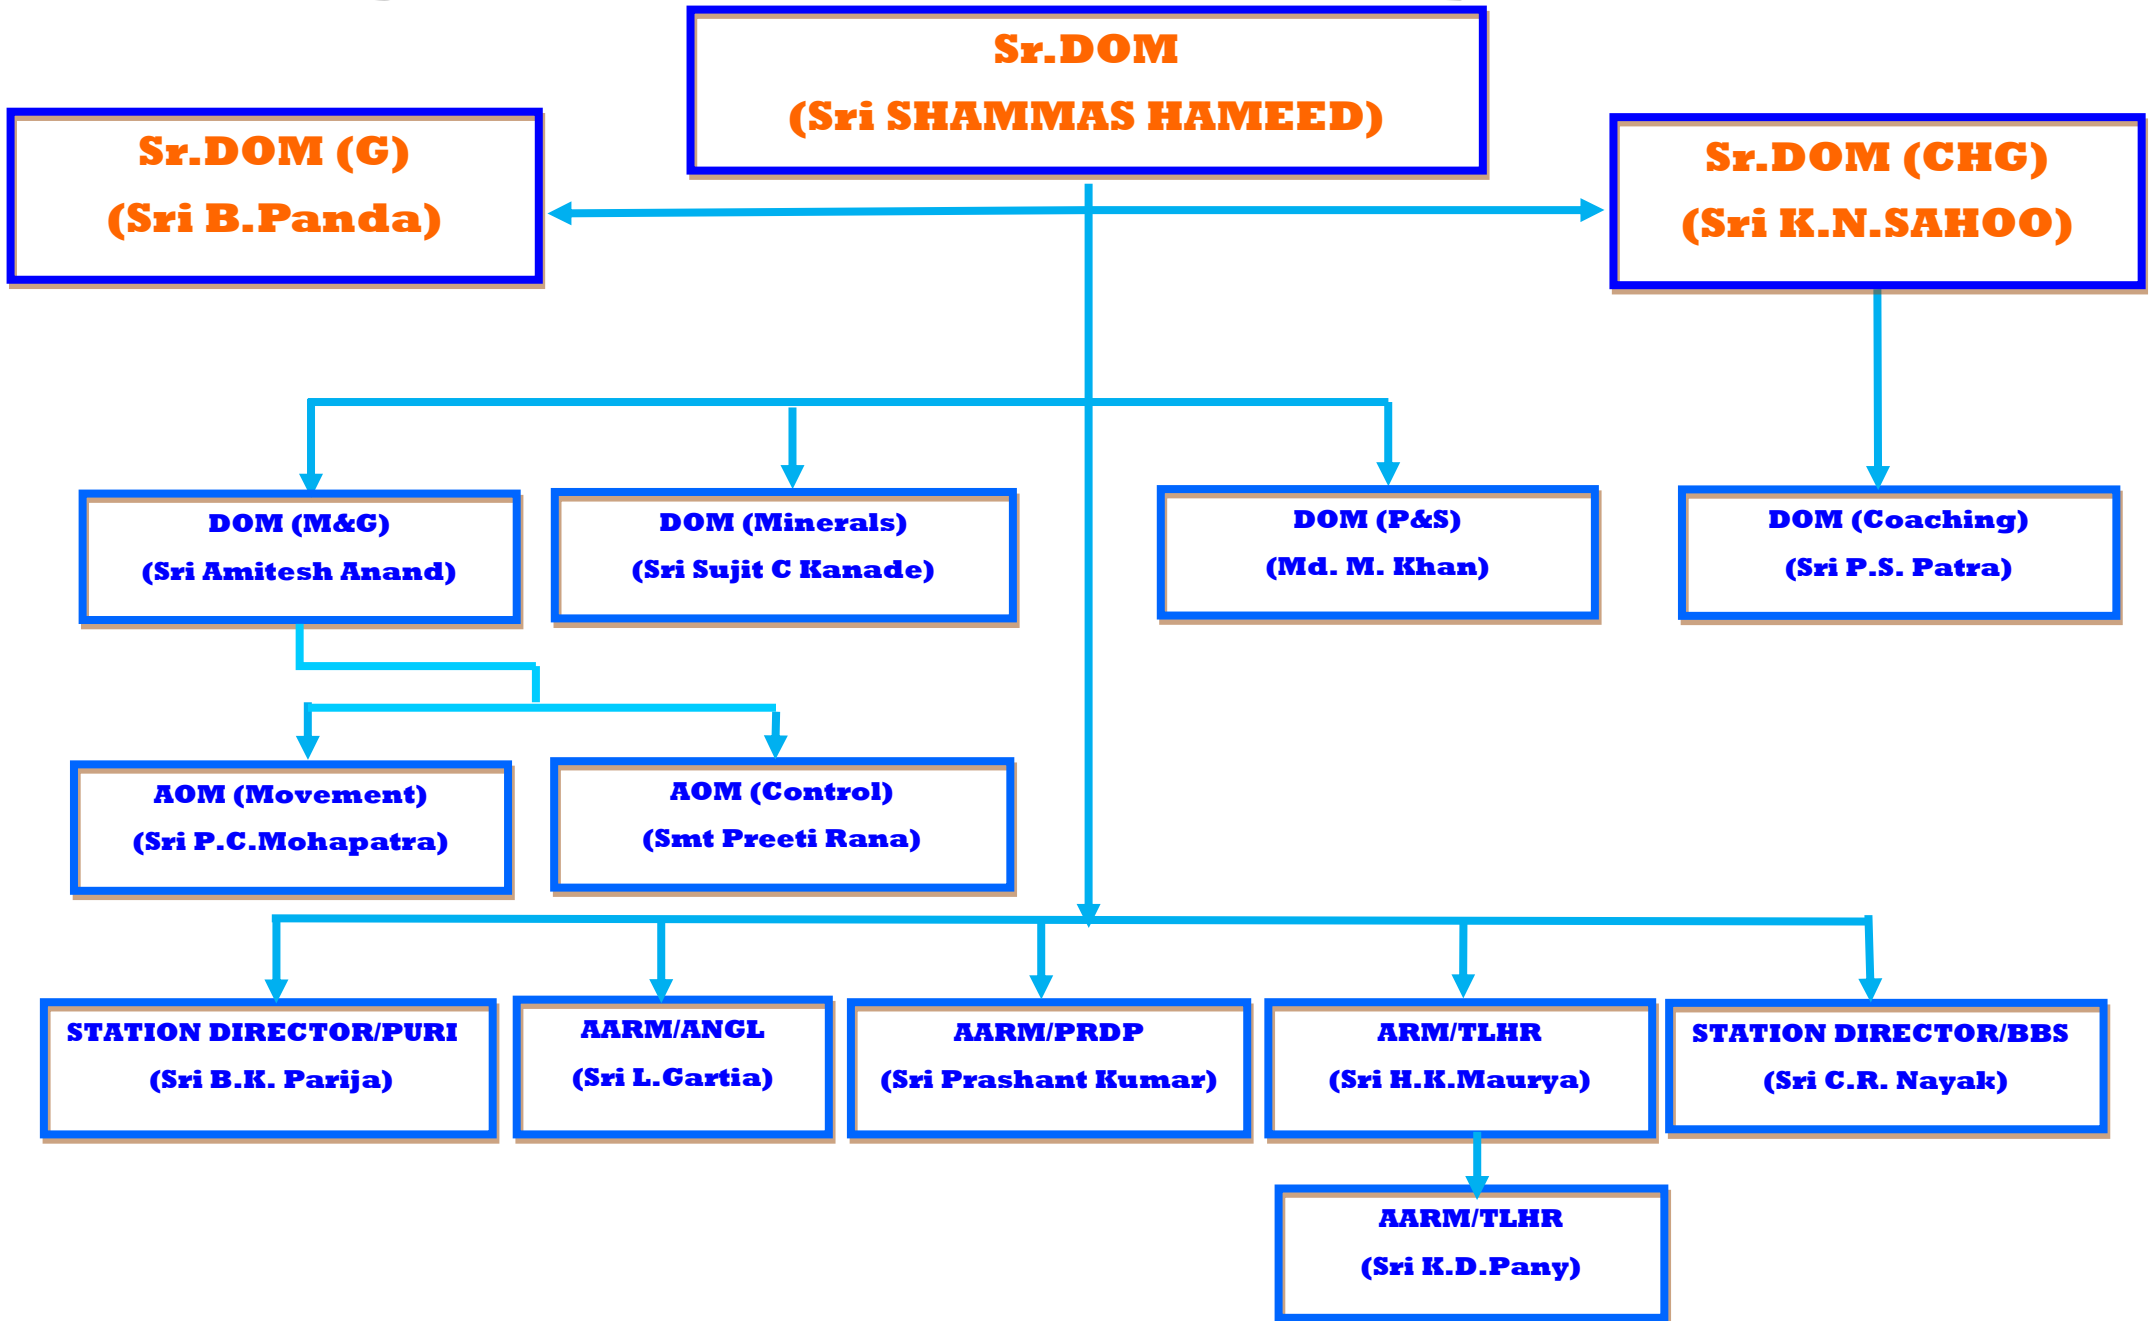 Sr.DOM
(Sri SHAMMAS HAMEED)
Sr.DOM (G)
(Sri B.Panda)
Sr.DOM (CHG)
(Sri K.N.SAHOO)
DOM (M&G)
(Sri Amitesh Anand)
DOM (Minerals)
(Sri Sujit C Kanade)
DOM (P&S)
(Md. M. Khan)
DOM (Coaching)
(Sri P.S. Patra)
AOM (Movement)
(Sri P.C.Mohapatra)
AOM (Control)
(Smt Preeti Rana)
STATION DIRECTOR/PURI
(Sri B.K. Parija)
AARM/ANGL
(Sri L.Gartia)
AARM/PRDP
(Sri Prashant Kumar)
ARM/TLHR
(Sri H.K.Maurya)
STATION DIRECTOR/BBS
(Sri C.R. Nayak)
AARM/TLHR
(Sri K.D.Pany)